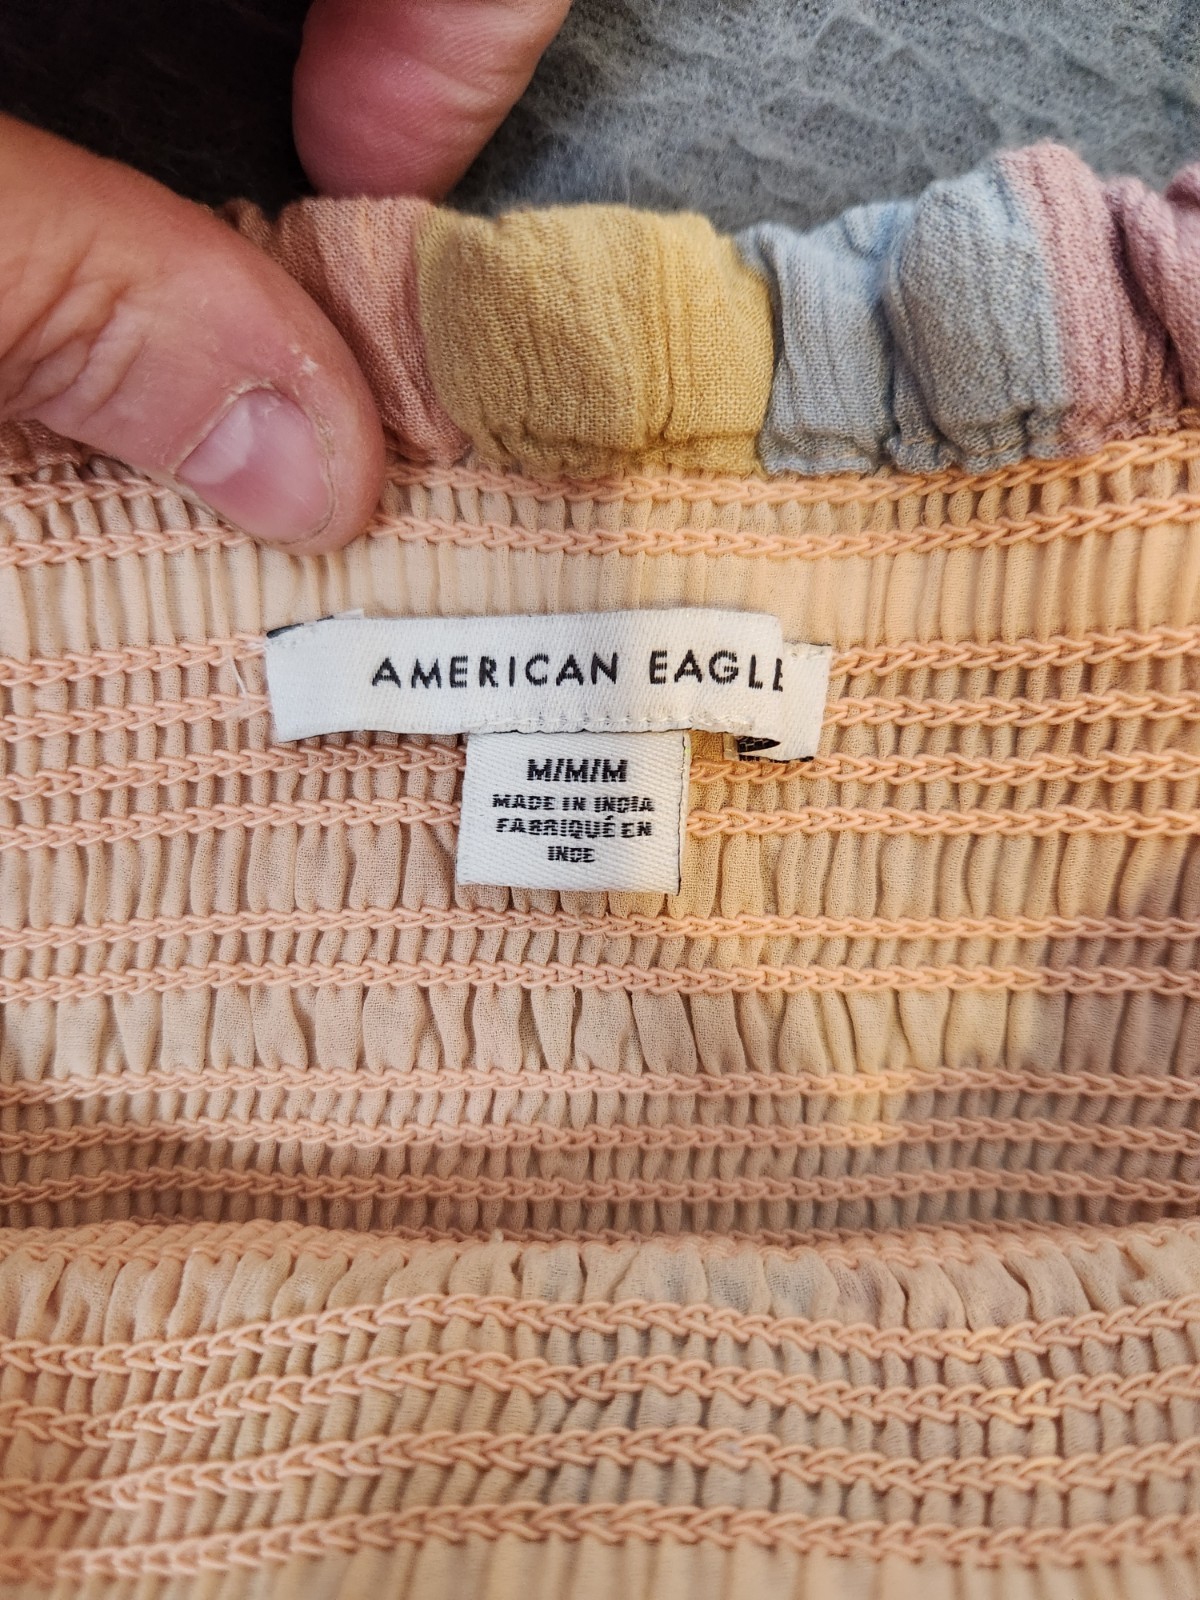 AMERICAN EAGLE
M/M/M
MADE IN INDIA
FABRIQUÉ EN
INDE